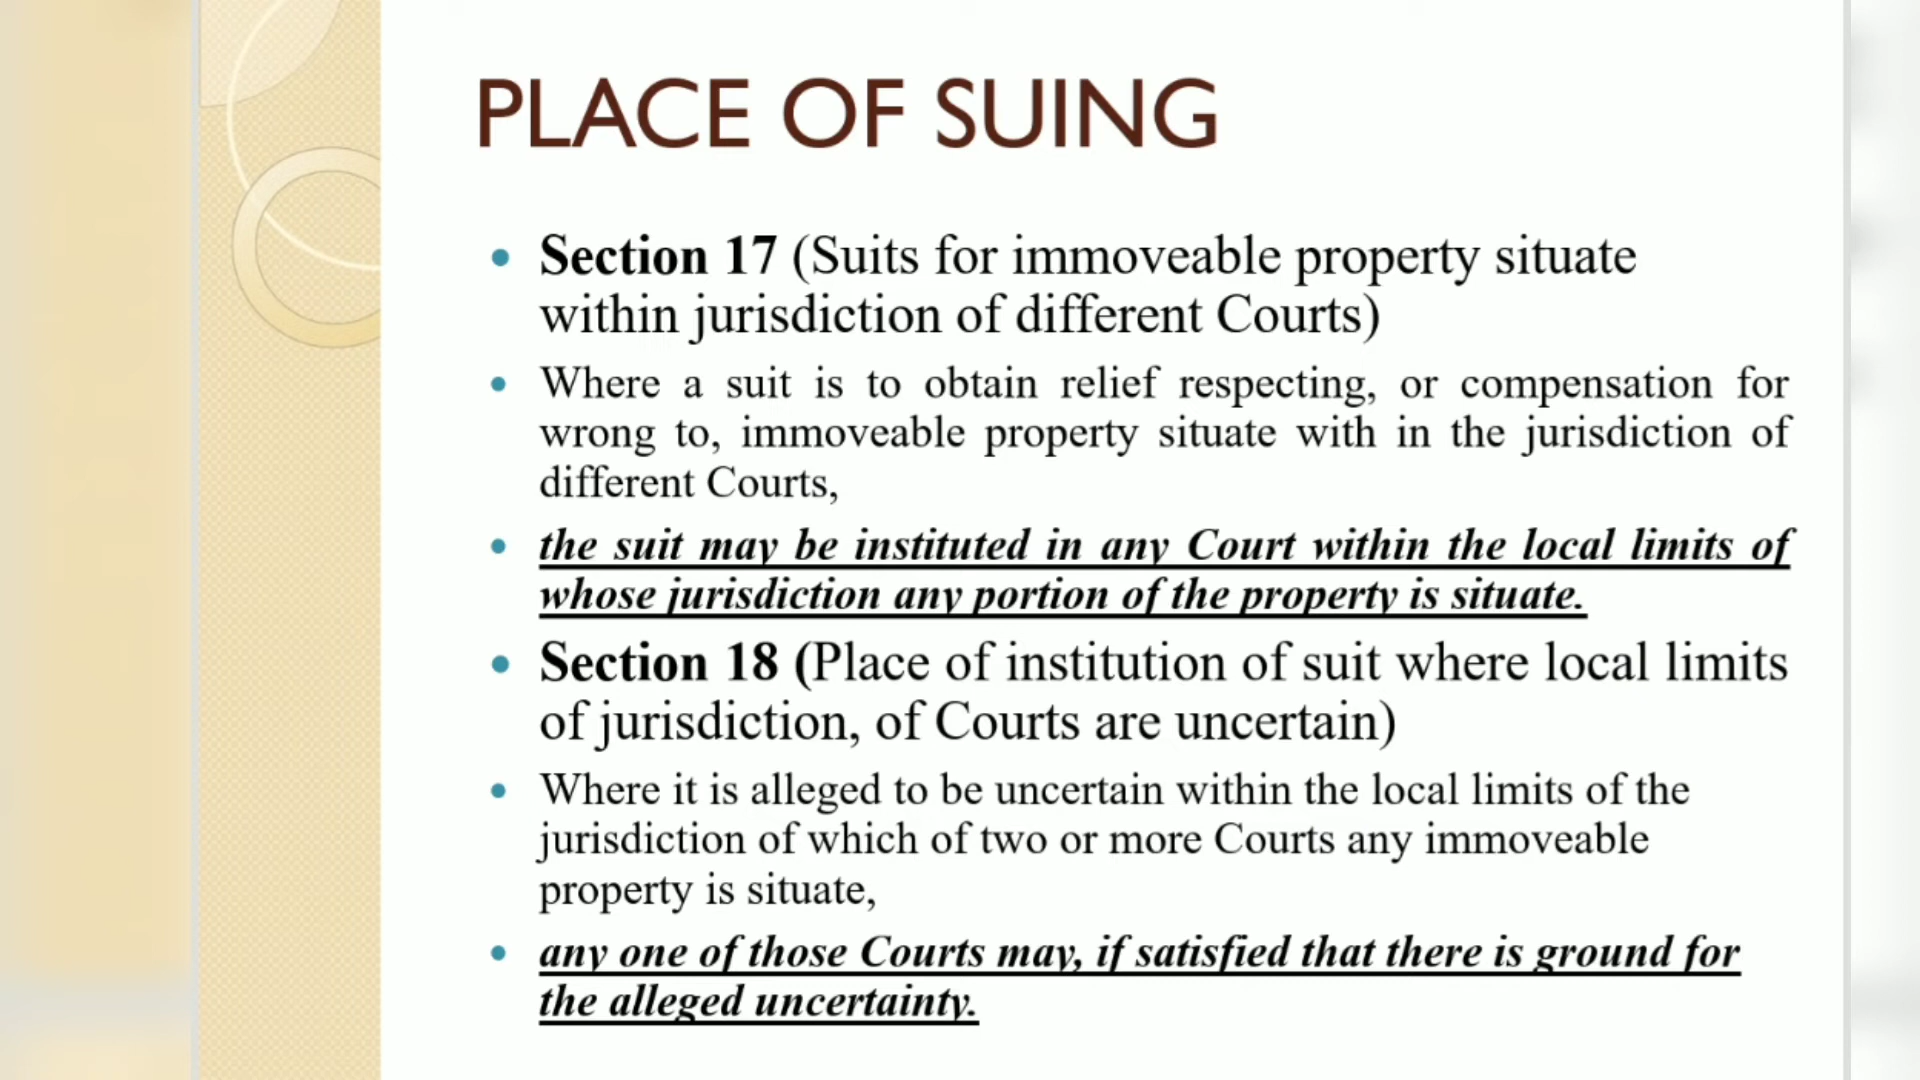 PLACE OF SUING
• Section 17 (Suits for immoveable property situate
within jurisdiction of different Courts)
• Where a suit is to obtain relief respecting, or compensation for
wrong to, immoveable property situate with in the jurisdiction of
different Courts,
• the suit may be instituted in any Court within the local limits of
whose jurisdiction any portion of the property is situate.
• Section 18 (Place of institution of suit where local limits
of jurisdiction, of Courts are uncertain)
• Where it is alleged to be uncertain within the local limits of the
jurisdiction of which of two or more Courts any immoveable
property is situate,
• any one of those Courts may, if satisfied that there is ground for
the alleged uncertainty.